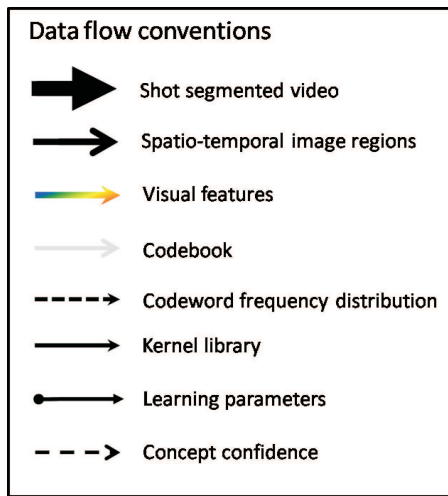 Data flow conventions
Shot segmented video
Spatio-temporal image regions
Visual features
Codebook
Codeword frequency distribution
Kernel library
Learning parameters
Concept confidence